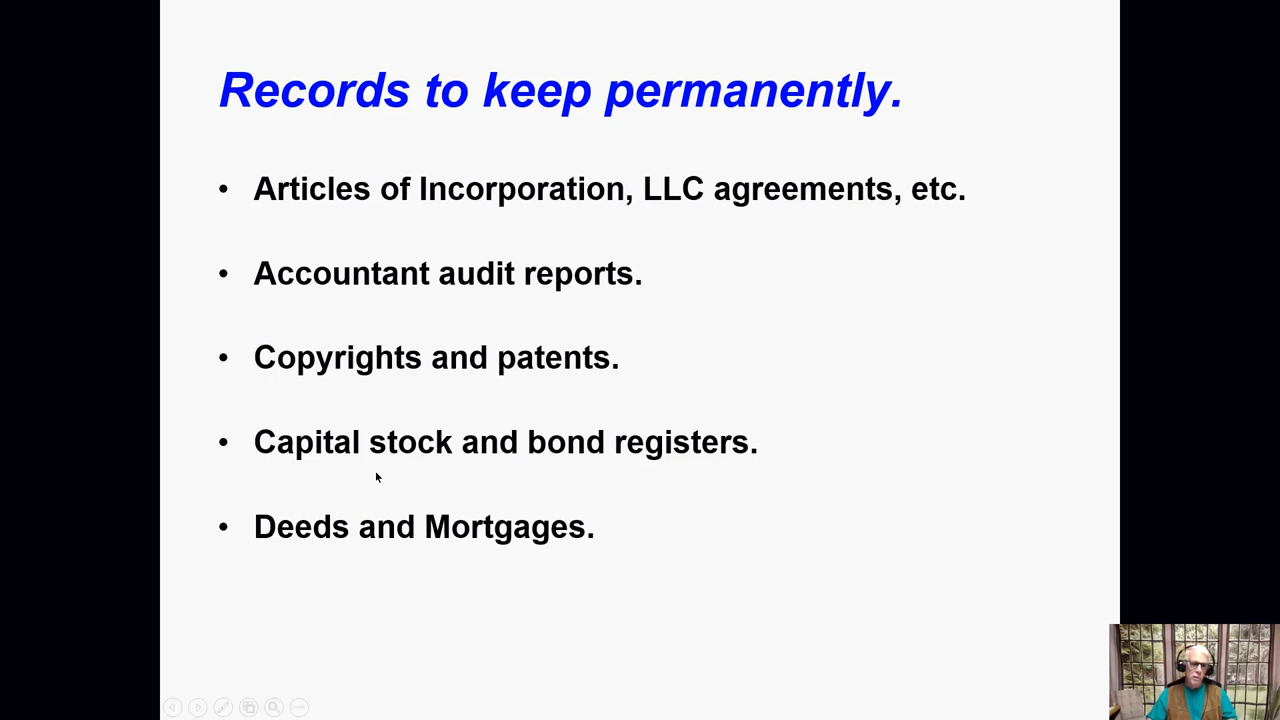 Records to keep permanently.
• Articles of Incorporation, LLC agreements, etc.
• Accountant audit reports.
• Copyrights and patents.
• Capital stock and bond registers.
• Deeds and Mortgages.